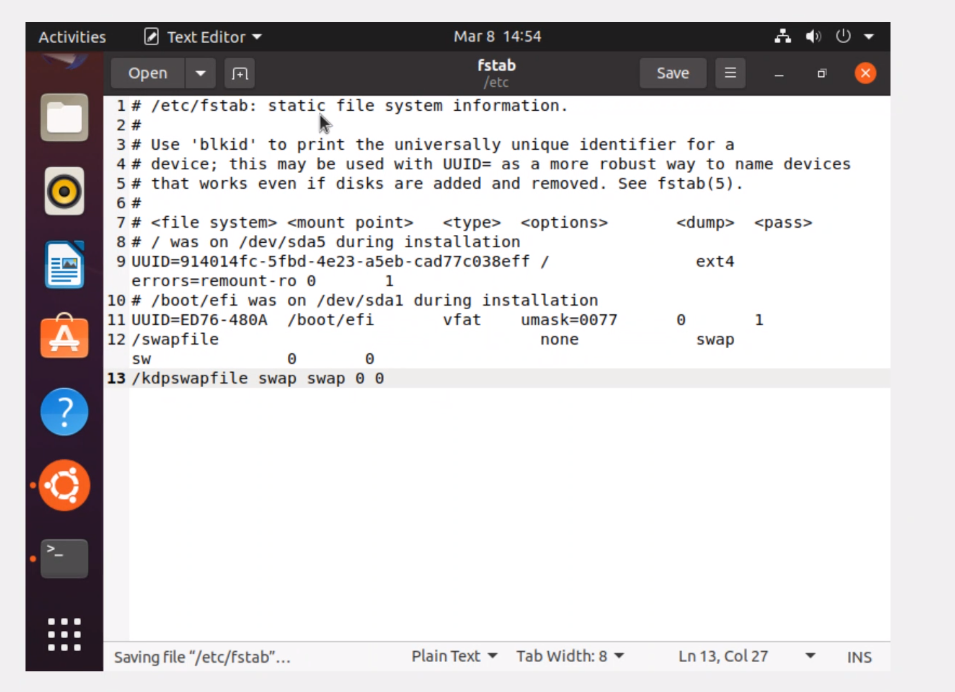 Activities Text Editor Mar 8 14:54
Open fstab Save
/etc
1 # /etc/fstab: static file system information.
2 #
3 # Use 'blkid' to print the universally unique identifier for a
4 # device; this may be used with UUID= as a more robust way to name devices
5 # that works even if disks are added and removed. See fstab(5).
6 #
7 # <file system> <mount point>   <type>  <options>       <dump>  <pass>
8 # / was on /dev/sda5 during installation
9 UUID=914014fc-5fbd-4e23-a5eb-cad77c038eff /               ext4
errors=remount-ro 0       1
10 # /boot/efi was on /dev/sda1 during installation
11 UUID=ED76-480A  /boot/efi       vfat    umask=0077      0       1
12 /swapfile                                 none            swap
sw              0       0
13 /kdpswapfile swap swap 0 0
>_
Saving file “/etc/fstab”... Plain Text Tab Width: 8 Ln 13, Col 27 INS